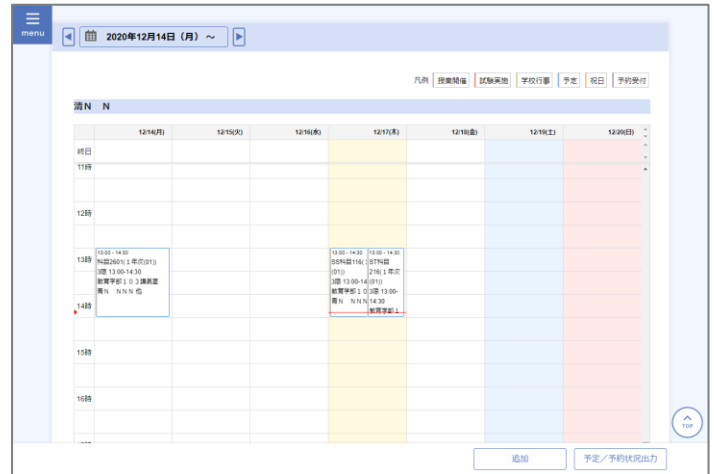 menu
2020年12月14日（月）～
凡例 授業開催 試験実施 学校行事 予定 祝日 予約受付
清N N
12/14(月) 12/15(火) 12/16(水) 12/17(木) 12/18(金) 12/19(土) 12/20(日)
終日
11時
12時
13時
14時
15時
16時
13:00 - 14:30
科目2601(１年次(01))
3限 13:00-14:30
教育学部１０３講義室
青N NNN 他
13:00 - 14:30
SS科目116(
(01))
3限 13:00-14
教育学部１０
青N NNN
13:00 - 14:30
ST科目
216(１年次
(01))
3限 13:00-
14:30
教育学部１
TOP
追加 予定／予約状況出力